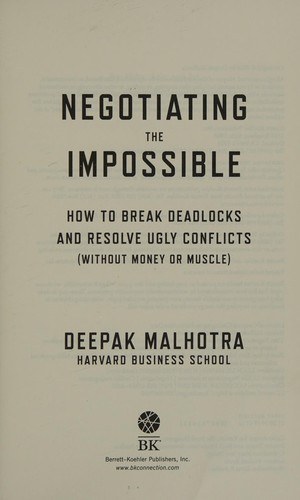 NEGOTIATING
THE
IMPOSSIBLE
HOW TO BREAK DEADLOCKS
AND RESOLVE UGLY CONFLICTS
(WITHOUT MONEY OR MUSCLE)
DEEPAK MALHOTRA
HARVARD BUSINESS SCHOOL
BK
Berrett–Koehler Publishers, Inc.
www.bkconnection.com